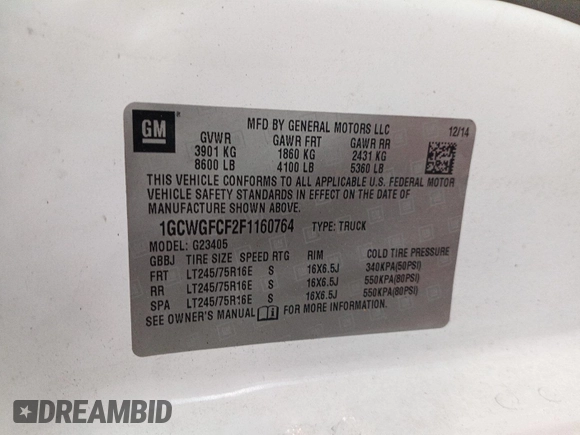 GM
MFD BY GENERAL MOTORS LLC 12/14
GVWR GAWR FRT GAWR RR
3901 KG 1860 KG 2431 KG
8600 LB 4100 LB 5360 LB
THIS VEHICLE CONFORMS TO ALL APPLICABLE U.S. FEDERAL MOTOR
VEHICLE SAFETY STANDARDS IN EFFECT ON THE DATE OF
MANUFACTURE SHOWN ABOVE.
1GCWGFCF2F1160764 TYPE: TRUCK
MODEL: G23405
GBBJ TIRE SIZE SPEED RTG RIM COLD TIRE PRESSURE
FRT LT245/75R16E S 16X6.5J 340KPA(50PSI)
RR LT245/75R16E S 16X6.5J 550KPA(80PSI)
SPA LT245/75R16E S 16X6.5J 550KPA(80PSI)
SEE OWNER'S MANUAL FOR MORE INFORMATION.
DREAMBID